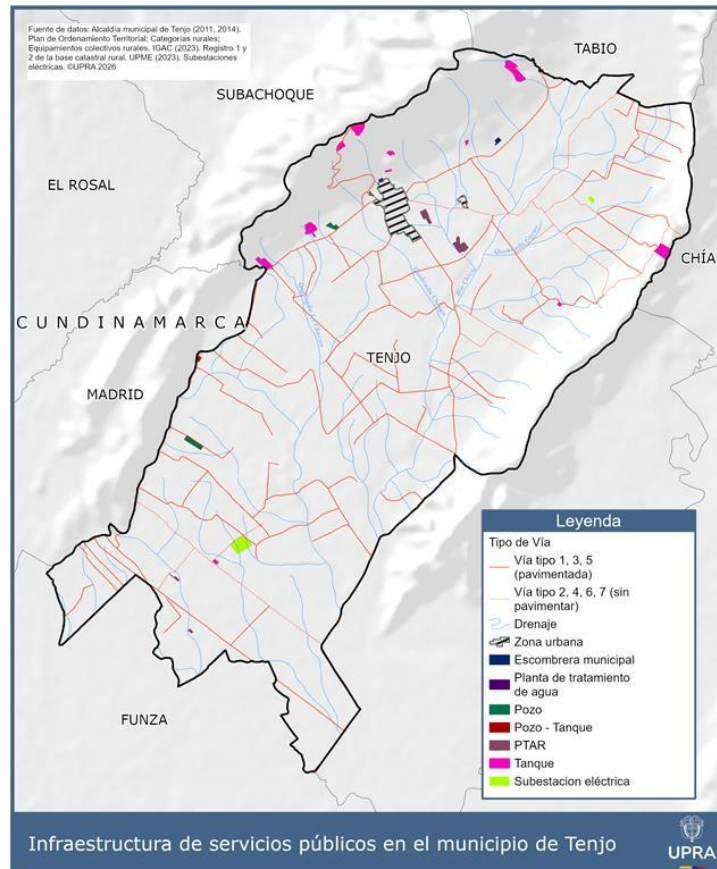 Fuente de datos: Alcaldía municipal de Tenjo (2011, 2014).
Plan de Ordenamiento Territorial; Categorías rurales;
Equipamientos colectivos rurales. IGAC (2023). Registro 1 y
2 de la base catastral rural. UPME (2023). Subestaciones
eléctricas. ©UPRA 2026
TABIO
SUBACHOQUE
EL ROSAL
CHÍA
CUNDINAMARCA
TENJO
MADRID
FUNZA
Leyenda
Tipo de Vía
Vía tipo 1, 3, 5
(pavimentada)
Vía tipo 2, 4, 6, 7 (sin
pavimentar)
Drenaje
Zona urbana
Escombrera municipal
Planta de tratamiento
de agua
Pozo
Pozo - Tanque
PTAR
Tanque
Subestacion eléctrica
Infraestructura de servicios públicos en el municipio de Tenjo
UPRA